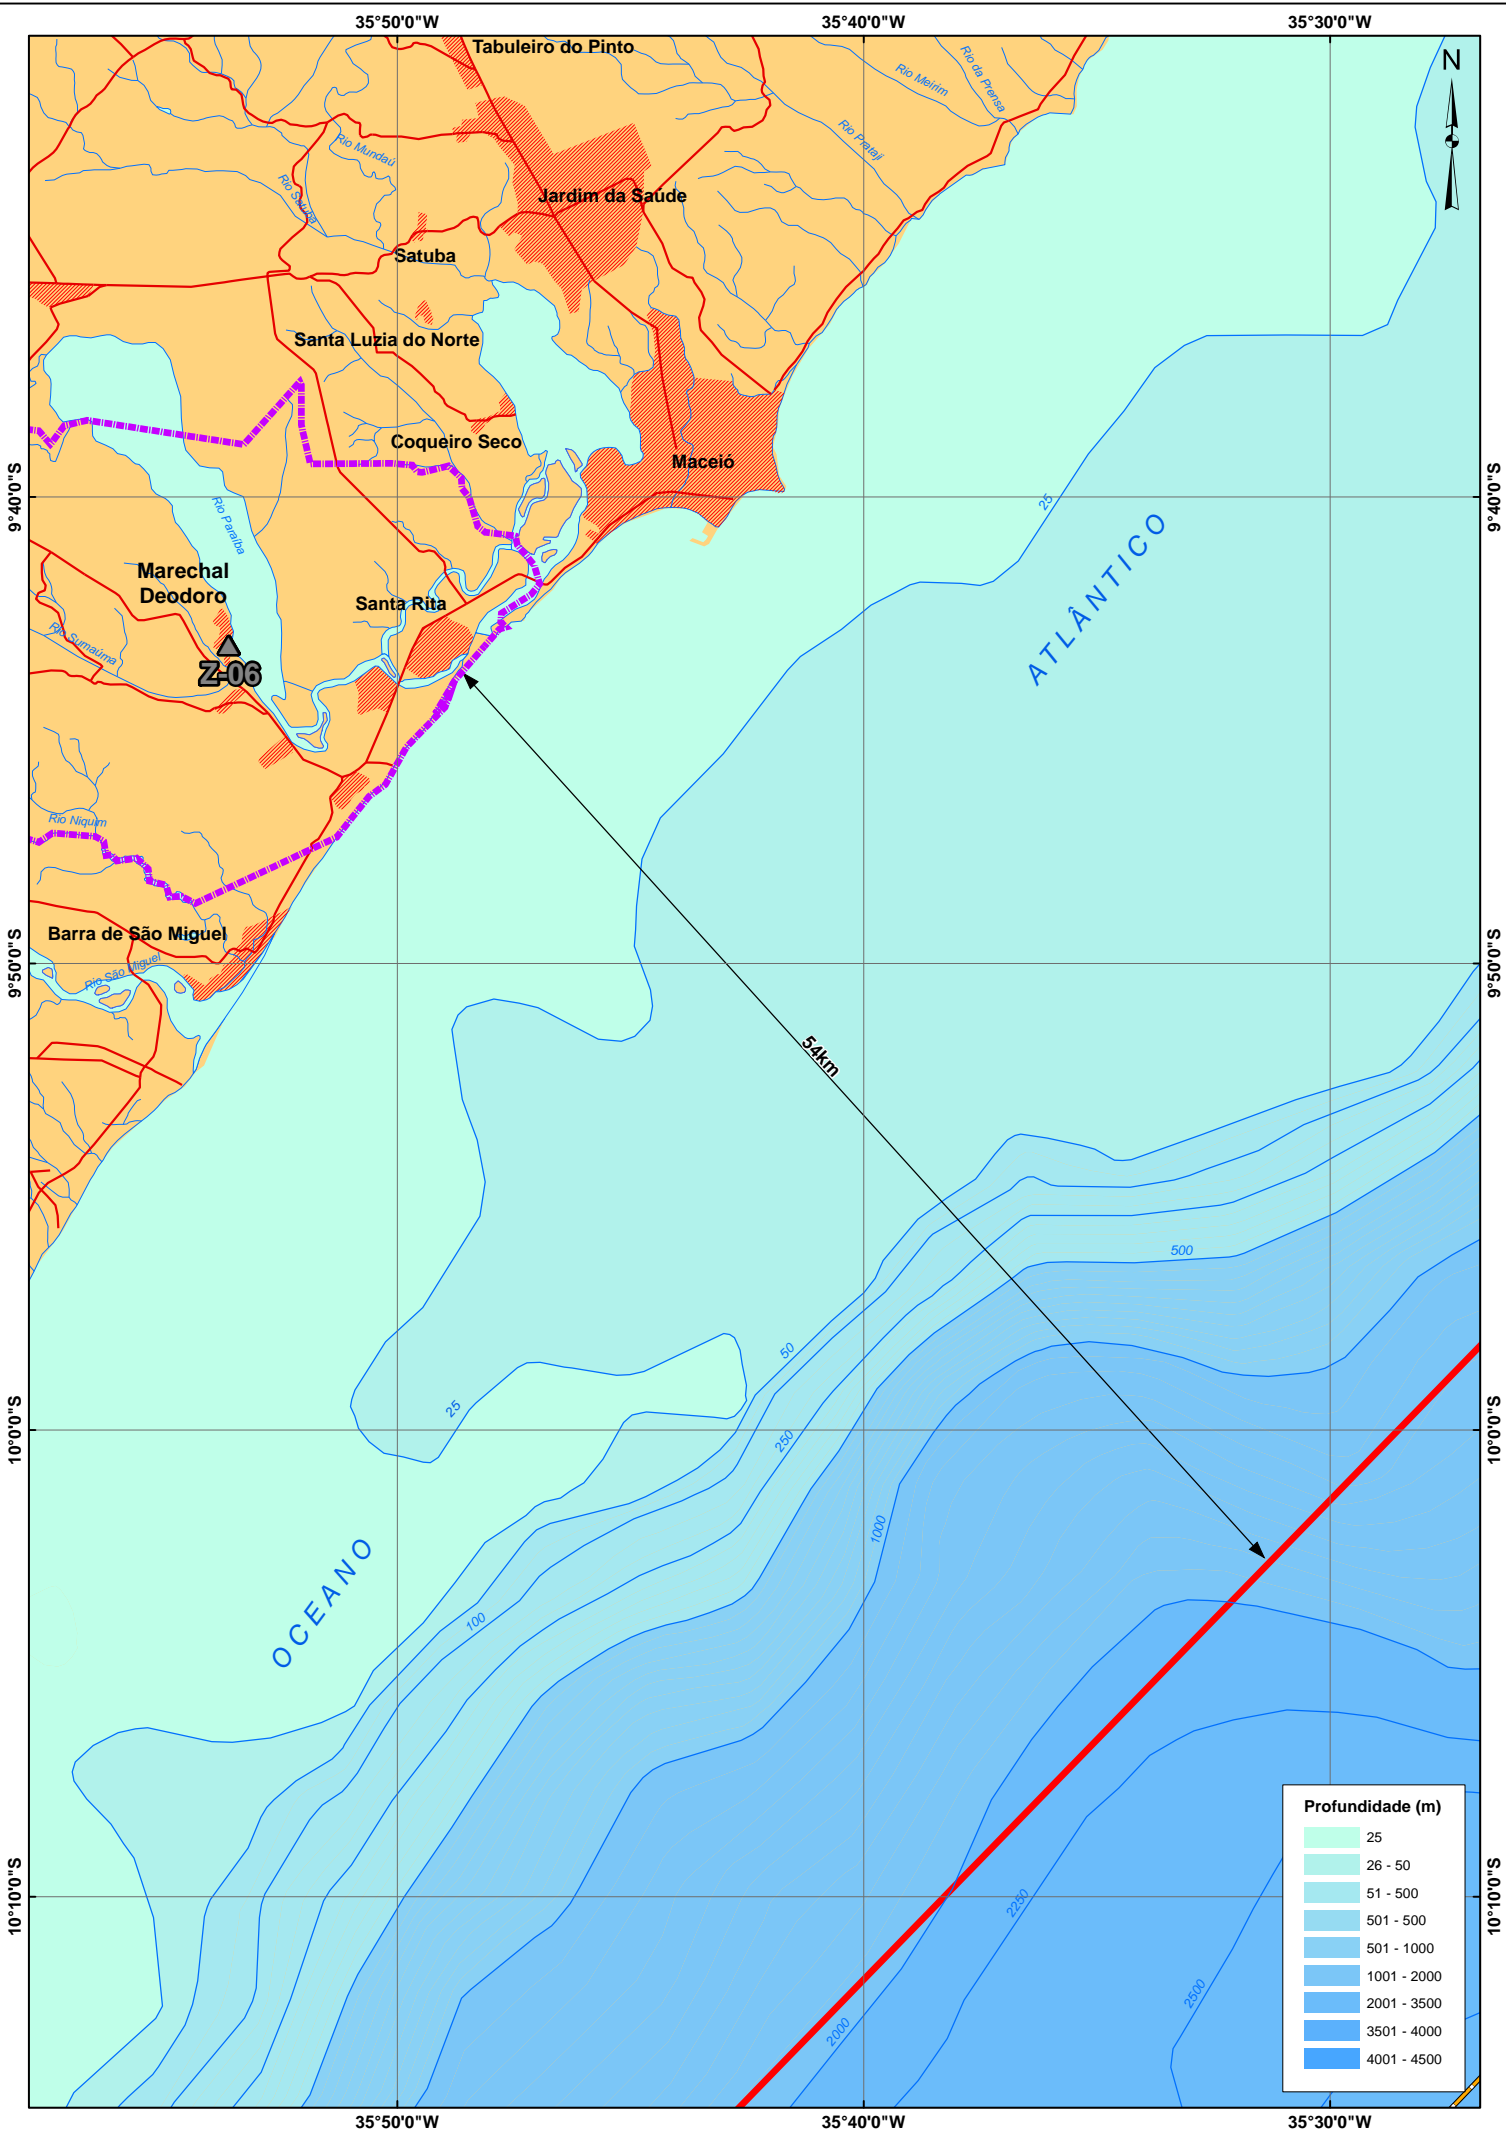 35°50'0"W
35°40'0"W
35°30'0"W
Tabuleiro do Pinto
N
Rio Meirim
Rio da Prensa
Rio Pratají
Rio Mundaú
Rio Satuba
Jardim da Saúde
Satuba
Santa Luzia do Norte
Coqueiro Seco
Maceió
9°40'0"S
9°40'0"S
25
Rio Paraíba
ATLÂNTICO
Marechal
Deodoro
Santa Rita
Rio Sumaúma
Z-06
Rio Niquim
Barra de São Miguel
9°50'0"S
9°50'0"S
Rio São Miguel
54km
500
50
25
250
10°0'0"S
10°0'0"S
1000
OCEANO
100
Profundidade (m)
25
26 - 50
51 - 500
501 - 500
501 - 1000
1001 - 2000
2001 - 3500
3501 - 4000
4001 - 4500
10°10'0"S
10°10'0"S
2250
2500
2000
35°50'0"W
35°40'0"W
35°30'0"W